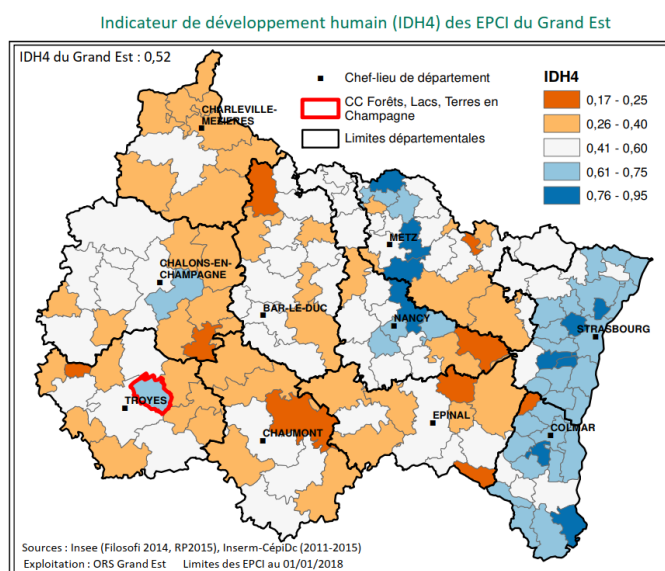 Indicateur de développement humain (IDH4) des EPCI du Grand Est
IDH4 du Grand Est : 0,52
Chef-lieu de département
CC Forêts, Lacs, Terres en
Champagne
Limites départementales
IDH4
0,17 - 0,25
0,26 - 0,40
0,41 - 0,60
0,61 - 0,75
0,76 - 0,95
CHARLEVILLE-
MEZIERES
METZ
CHALONS-EN-
CHAMPAGNE
BAR-LE-DUC
NANCY
STRASBOURG
TROYES
EPINAL
COLMAR
CHAUMONT
Sources : Insee (Filosofi 2014, RP2015), Inserm-CépiDc (2011-2015)
Exploitation : ORS Grand Est Limites des EPCI au 01/01/2018